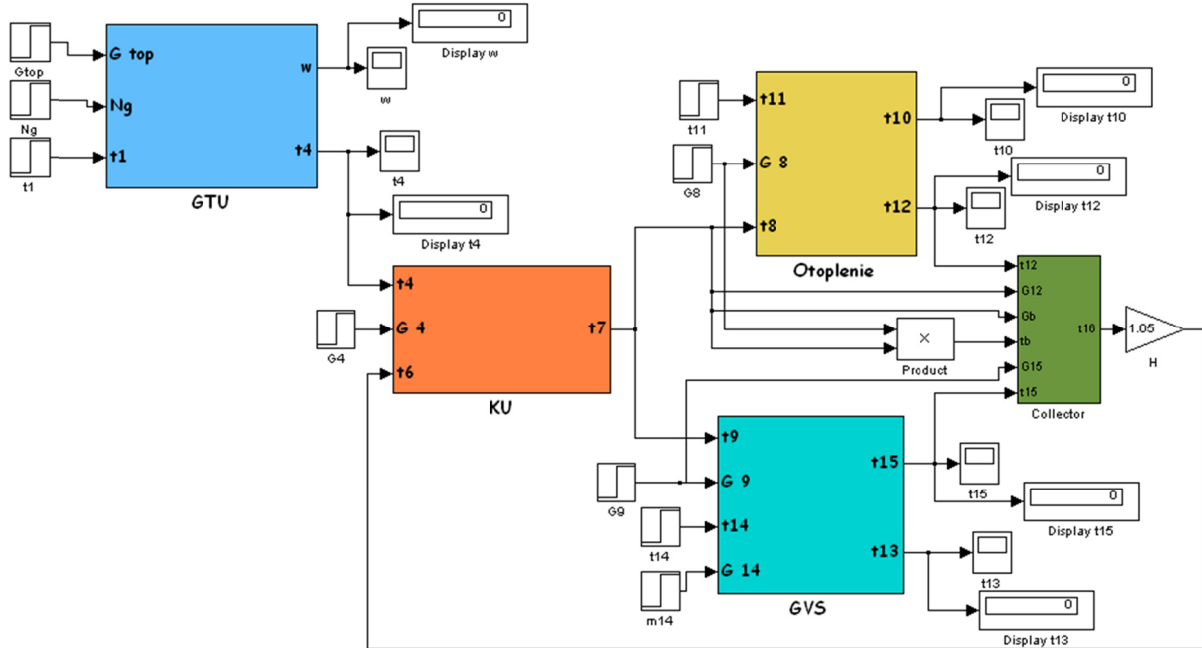 Gtop
Ng
t1
G top
Ng
t1
w
t4
GTU
0
Display w
w
t4
0
Display t4
G4
t4
G 4
t6
t7
KU
t11
G8
t11
G 8
t8
t10
t12
Otoplenie
0
Display t10
t10
0
Display t12
t12
×
Product
t12
G12
Gb
tb
G15
t15
t10
Collector
1.05
H
G9
t14
m14
t9
G 9
t14
G 14
t15
t13
GVS
t15
0
Display t15
t13
0
Display t13